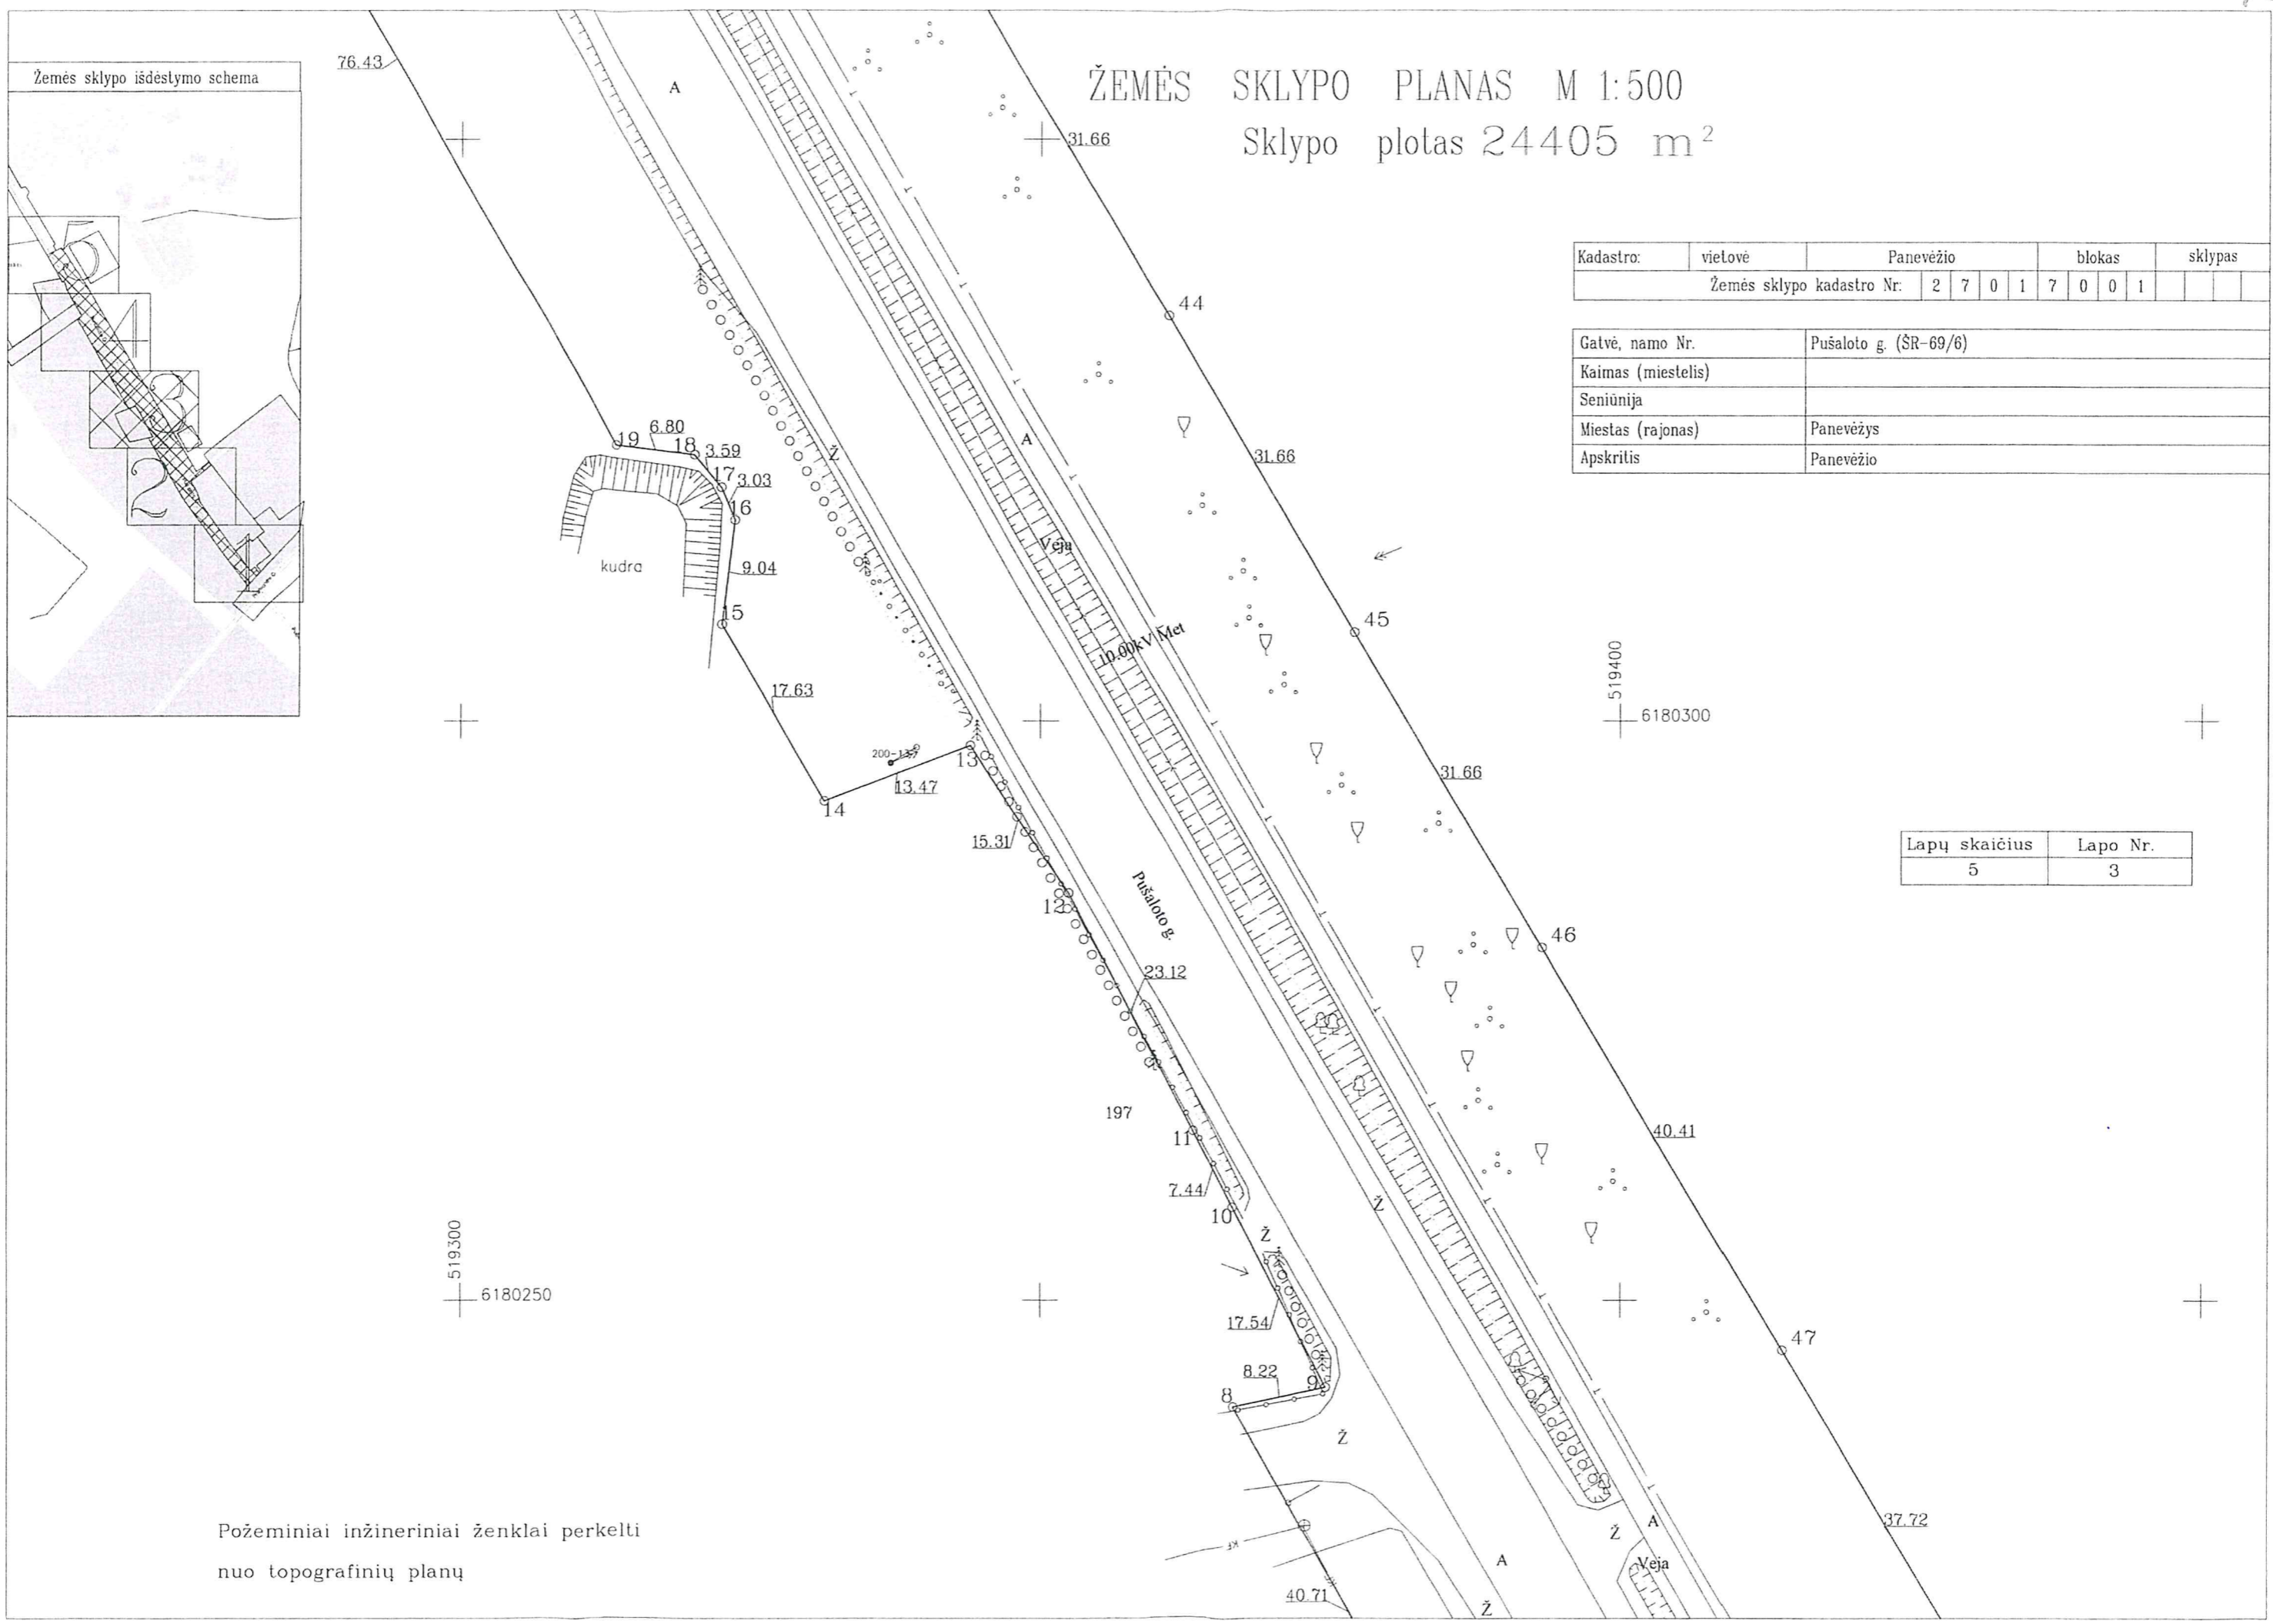 Žemės sklypo išdėstymo schema
ŽEMĖS SKLYPO PLANAS M 1:500
Sklypo plotas 24405 m²
Kadastro: vietovė Panevėžio blokas sklypas
Žemės sklypo kadastro Nr: 2 7 0 1 7 0 0 1
Gatvė, namo Nr. Pušaloto g. (ŠR-69/6)
Kaimas (miestelis)
Seniūnija
Miestas (rajonas) Panevėžys
Apskritis Panevėžio
Lapų skaičius Lapo Nr.
5 3
76.43
A
31.66
44
19
6.80
18
3.59
17
3.03
16
Ž
A
31.66
kudra
9.04
15
Veja
10.00kV Met
45
17.63
519400
6180300
13
13.47
14
31.66
15.31
12
Pušaloto g.
46
23.12
197
11
40.41
7.44
10
Ž
Ž
519300
6180250
17.54
47
8.22
8
9
Ž
37.72
Ž
A
A
Veja
40.71
Ž
2
3
4
Požeminiai inžineriniai ženklai perkelti
nuo topografinių planų